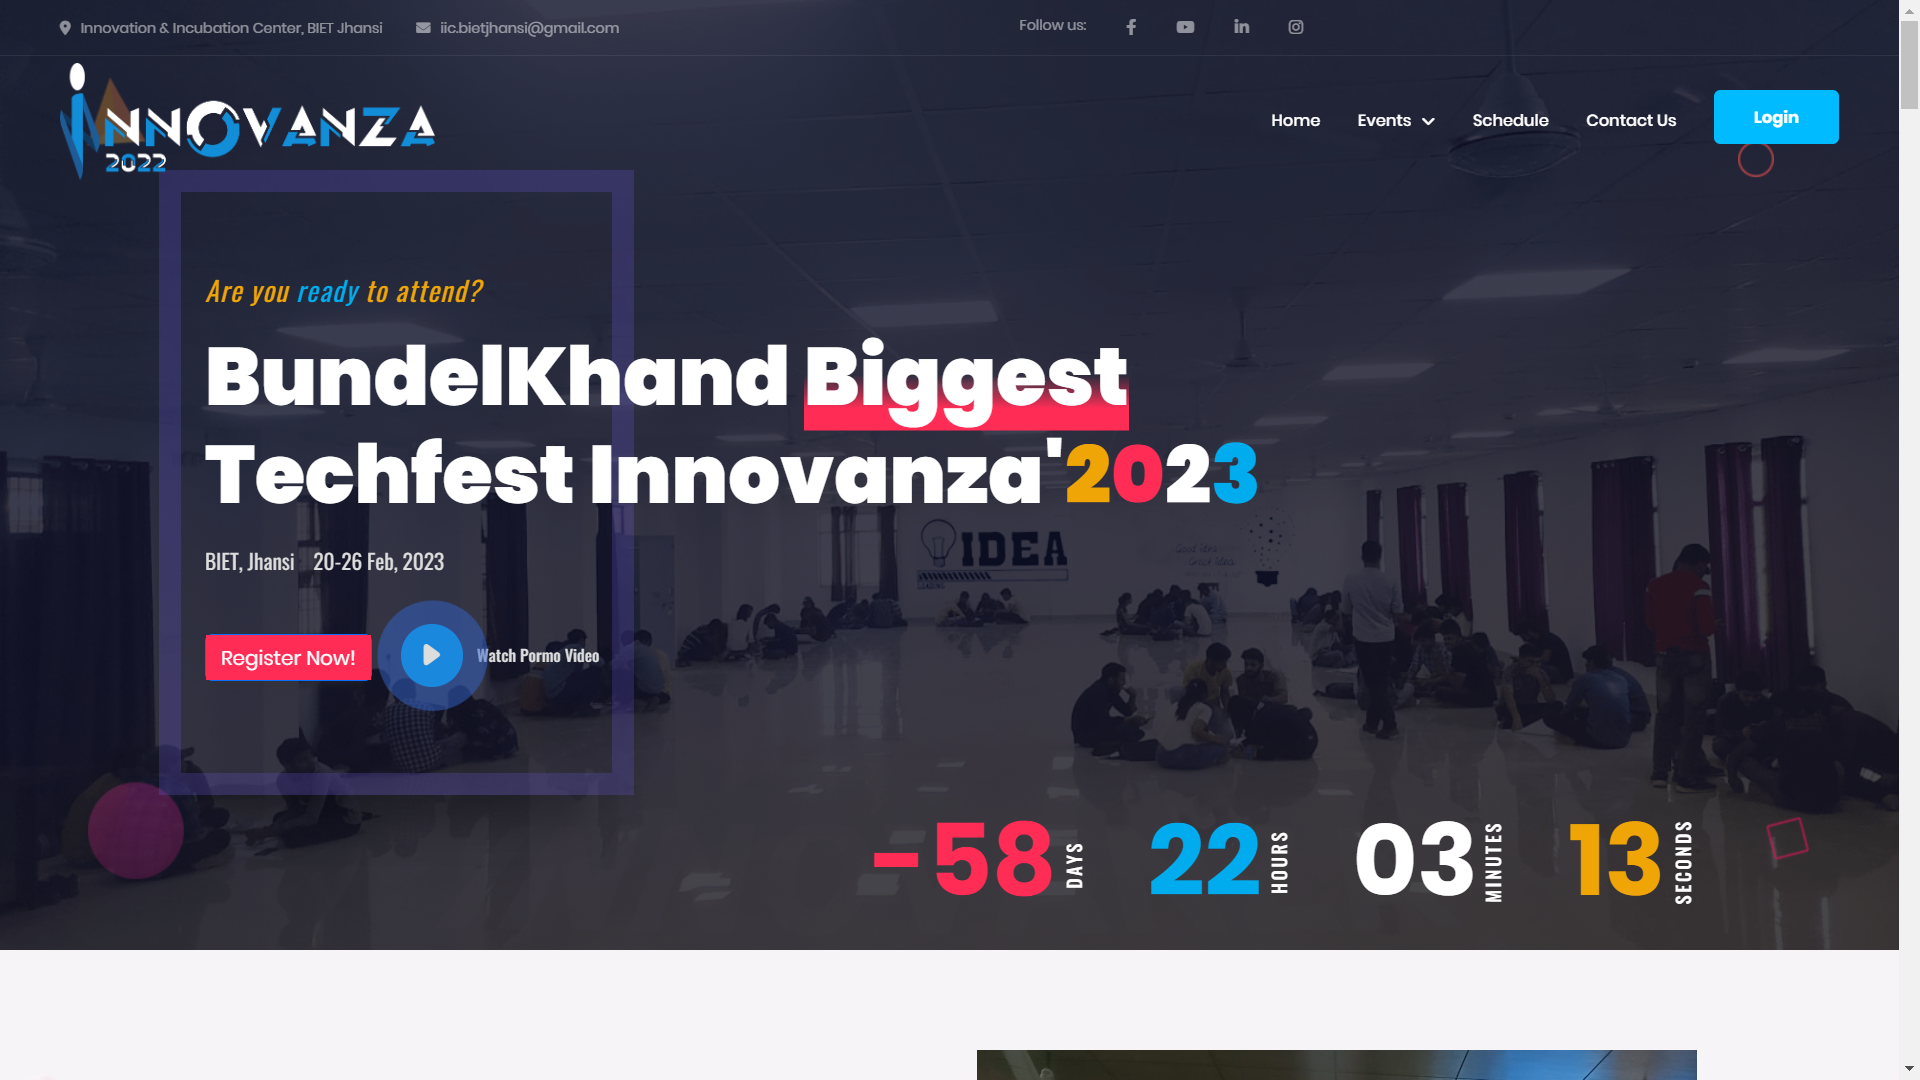 Innovation & Incubation Center, BIET Jhansi
iic.bietjhansi@gmail.com
Follow us:
INNOVANZA
2022
Home
Events
Schedule
Contact Us
Login
Are you ready to attend?
BundelKhand Biggest
Techfest Innovanza'2023
BIET, Jhansi 20-26 Feb, 2023
Register Now!
Watch Pormo Video
IDEA
-58 DAYS
22 HOURS
03 MINUTES
13 SECONDS